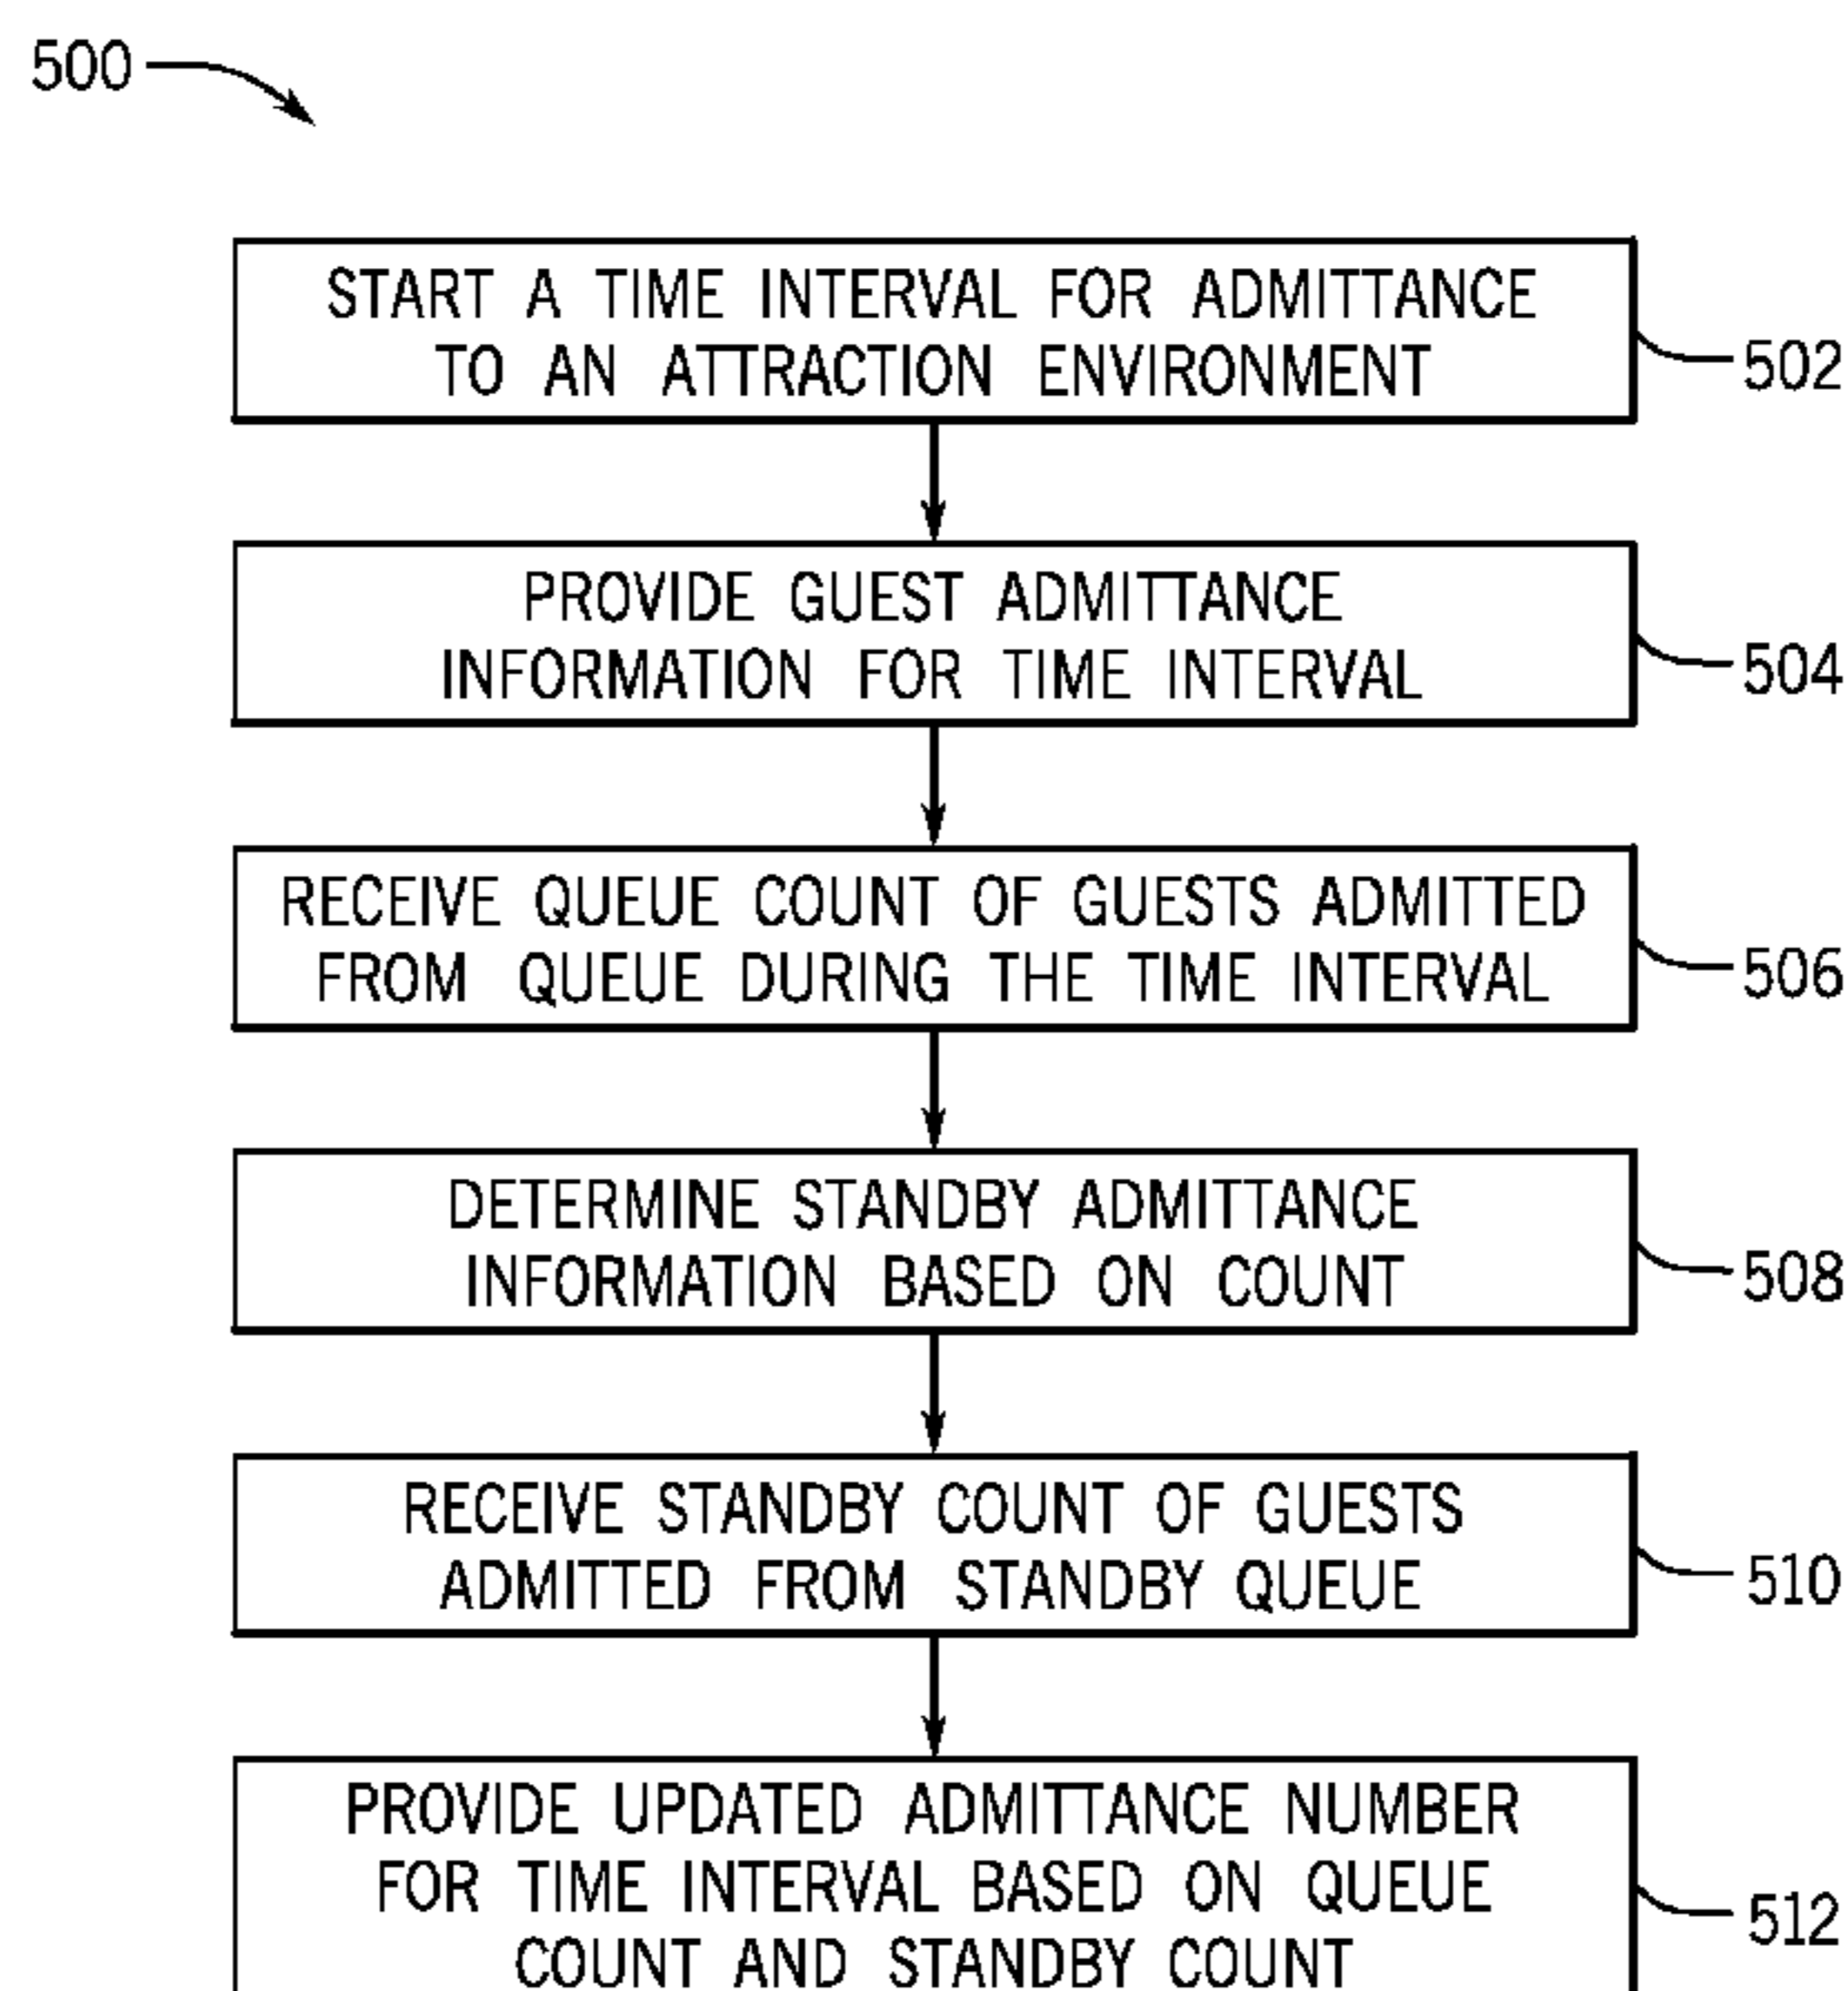 500
START A TIME INTERVAL FOR ADMITTANCE
TO AN ATTRACTION ENVIRONMENT
502
PROVIDE GUEST ADMITTANCE
INFORMATION FOR TIME INTERVAL
504
RECEIVE QUEUE COUNT OF GUESTS ADMITTED
FROM QUEUE DURING THE TIME INTERVAL
506
DETERMINE STANDBY ADMITTANCE
INFORMATION BASED ON COUNT
508
RECEIVE STANDBY COUNT OF GUESTS
ADMITTED FROM STANDBY QUEUE
510
PROVIDE UPDATED ADMITTANCE NUMBER
FOR TIME INTERVAL BASED ON QUEUE
COUNT AND STANDBY COUNT
512